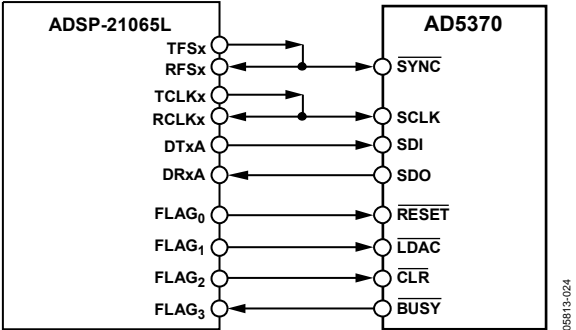 ADSP-21065L AD5370
TFSx
RFSx SYNC
TCLKx
RCLKx SCLK
DTxA SDI
DRxA SDO
FLAG0 RESET
FLAG1 LDAC
FLAG2 CLR
FLAG3 BUSY
05813-024